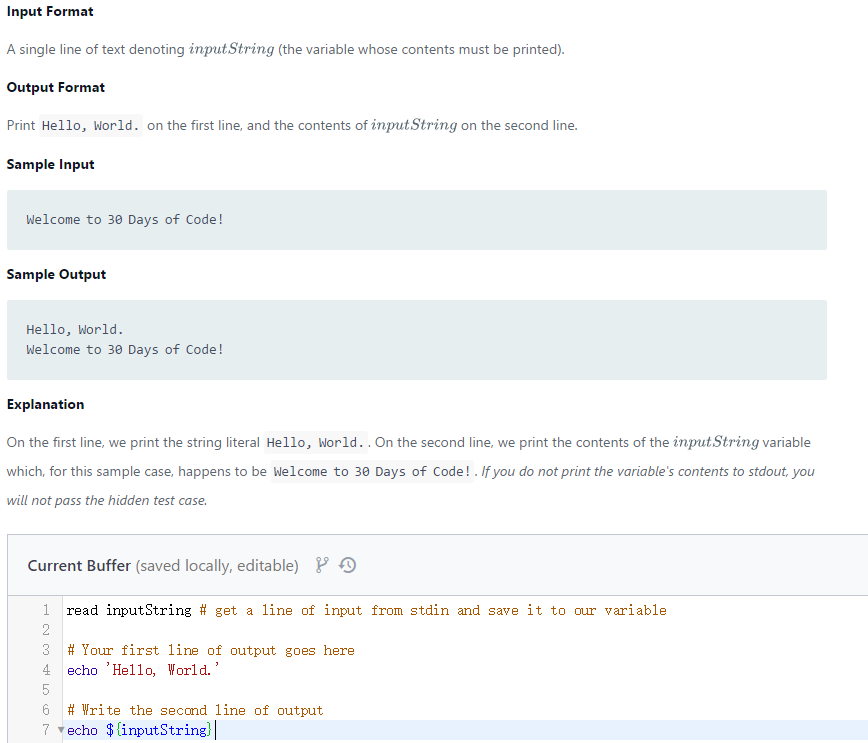 Input Format
A single line of text denoting inputString (the variable whose contents must be printed).
Output Format
Print Hello, World. on the first line, and the contents of inputString on the second line.
Sample Input
Welcome to 30 Days of Code!
Sample Output
Hello, World.
Welcome to 30 Days of Code!
Explanation
On the first line, we print the string literal Hello, World. . On the second line, we print the contents of the inputString variable
which, for this sample case, happens to be Welcome to 30 Days of Code! . If you do not print the variable's contents to stdout, you
will not pass the hidden test case.
Current Buffer (saved locally, editable)
1 read inputString # get a line of input from stdin and save it to our variable
2
3 # Your first line of output goes here
4 echo 'Hello, World.'
5
6 # Write the second line of output
7 echo ${inputString}